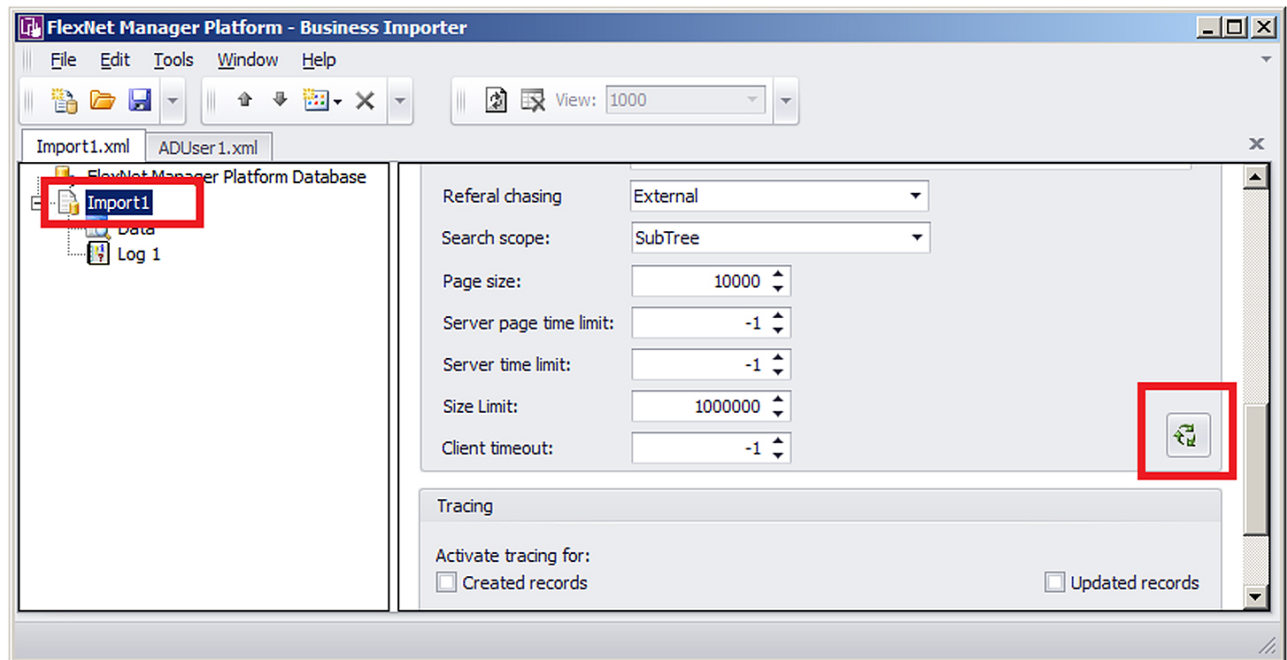 FlexNet Manager Platform - Business Importer
File Edit Tools Window Help
View: 1000
Import1.xml ADUser1.xml
FlexNet Manager Platform Database
Import1
Data
Log 1
Referal chasing External
Search scope: SubTree
Page size: 10000
Server page time limit: -1
Server time limit: -1
Size Limit: 1000000
Client timeout: -1
Tracing
Activate tracing for:
Created records Updated records